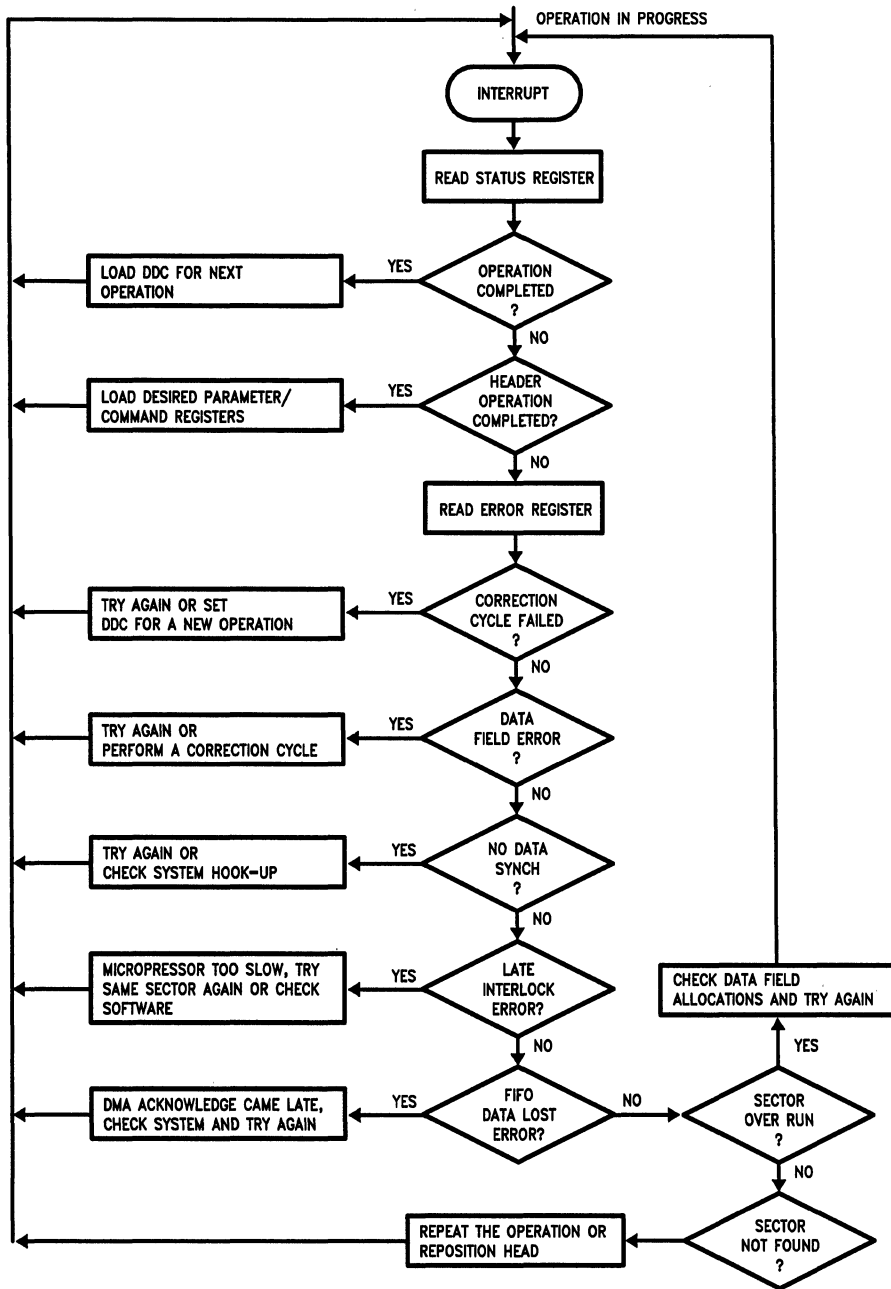 OPERATION IN PROGRESS
INTERRUPT
READ STATUS REGISTER
LOAD DDC FOR NEXT
OPERATION
YES
OPERATION
COMPLETED
?
NO
LOAD DESIRED PARAMETER/
COMMAND REGISTERS
YES
HEADER
OPERATION
COMPLETED?
NO
READ ERROR REGISTER
TRY AGAIN OR SET
DDC FOR A NEW OPERATION
YES
CORRECTION
CYCLE FAILED
?
NO
TRY AGAIN OR
PERFORM A CORRECTION CYCLE
YES
DATA
FIELD ERROR
?
NO
TRY AGAIN OR
CHECK SYSTEM HOOK-UP
YES
NO DATA
SYNCH
?
NO
MICROPRESSOR TOO SLOW, TRY
SAME SECTOR AGAIN OR CHECK
SOFTWARE
YES
LATE
INTERLOCK
ERROR?
NO
CHECK DATA FIELD
ALLOCATIONS AND TRY AGAIN
YES
DMA ACKNOWLEDGE CAME LATE,
CHECK SYSTEM AND TRY AGAIN
YES
FIFO
DATA LOST
ERROR?
NO
SECTOR
OVER RUN
?
NO
REPEAT THE OPERATION OR
REPOSITION HEAD
SECTOR
NOT FOUND
?